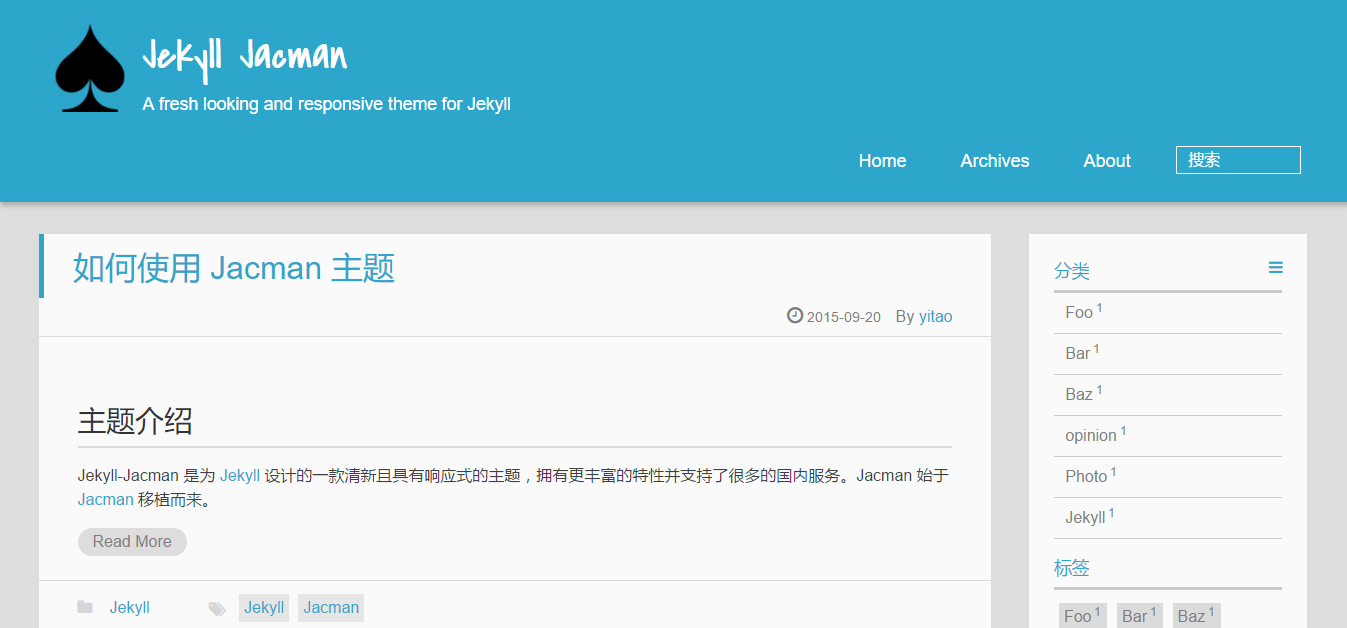 Jekyll Jacman
A fresh looking and responsive theme for Jekyll
Home Archives About 搜索
如何使用 Jacman 主题
2015-09-20 By yitao
主题介绍
Jekyll-Jacman 是为 Jekyll 设计的一款清新且具有响应式的主题，拥有更丰富的特性并支持了很多的国内服务。Jacman 始于
Jacman 移植而来。
Read More
Jekyll Jekyll Jacman
分类
Foo 1
Bar 1
Baz 1
opinion 1
Photo 1
Jekyll 1
标签
Foo 1 Bar 1 Baz 1